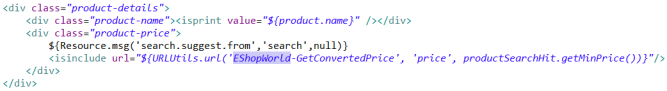 <div class="product-details">
    <div class="product-name"><isprint value="${product.name}" /></div>
    <div class="product-price">
        ${Resource.msg('search.suggest.from','search',null)}
        <isinclude url="${URLUtils.url('EShopWorld-GetConvertedPrice', 'price', productSearchHit.getMinPrice())}"/>
    </div>
</div>